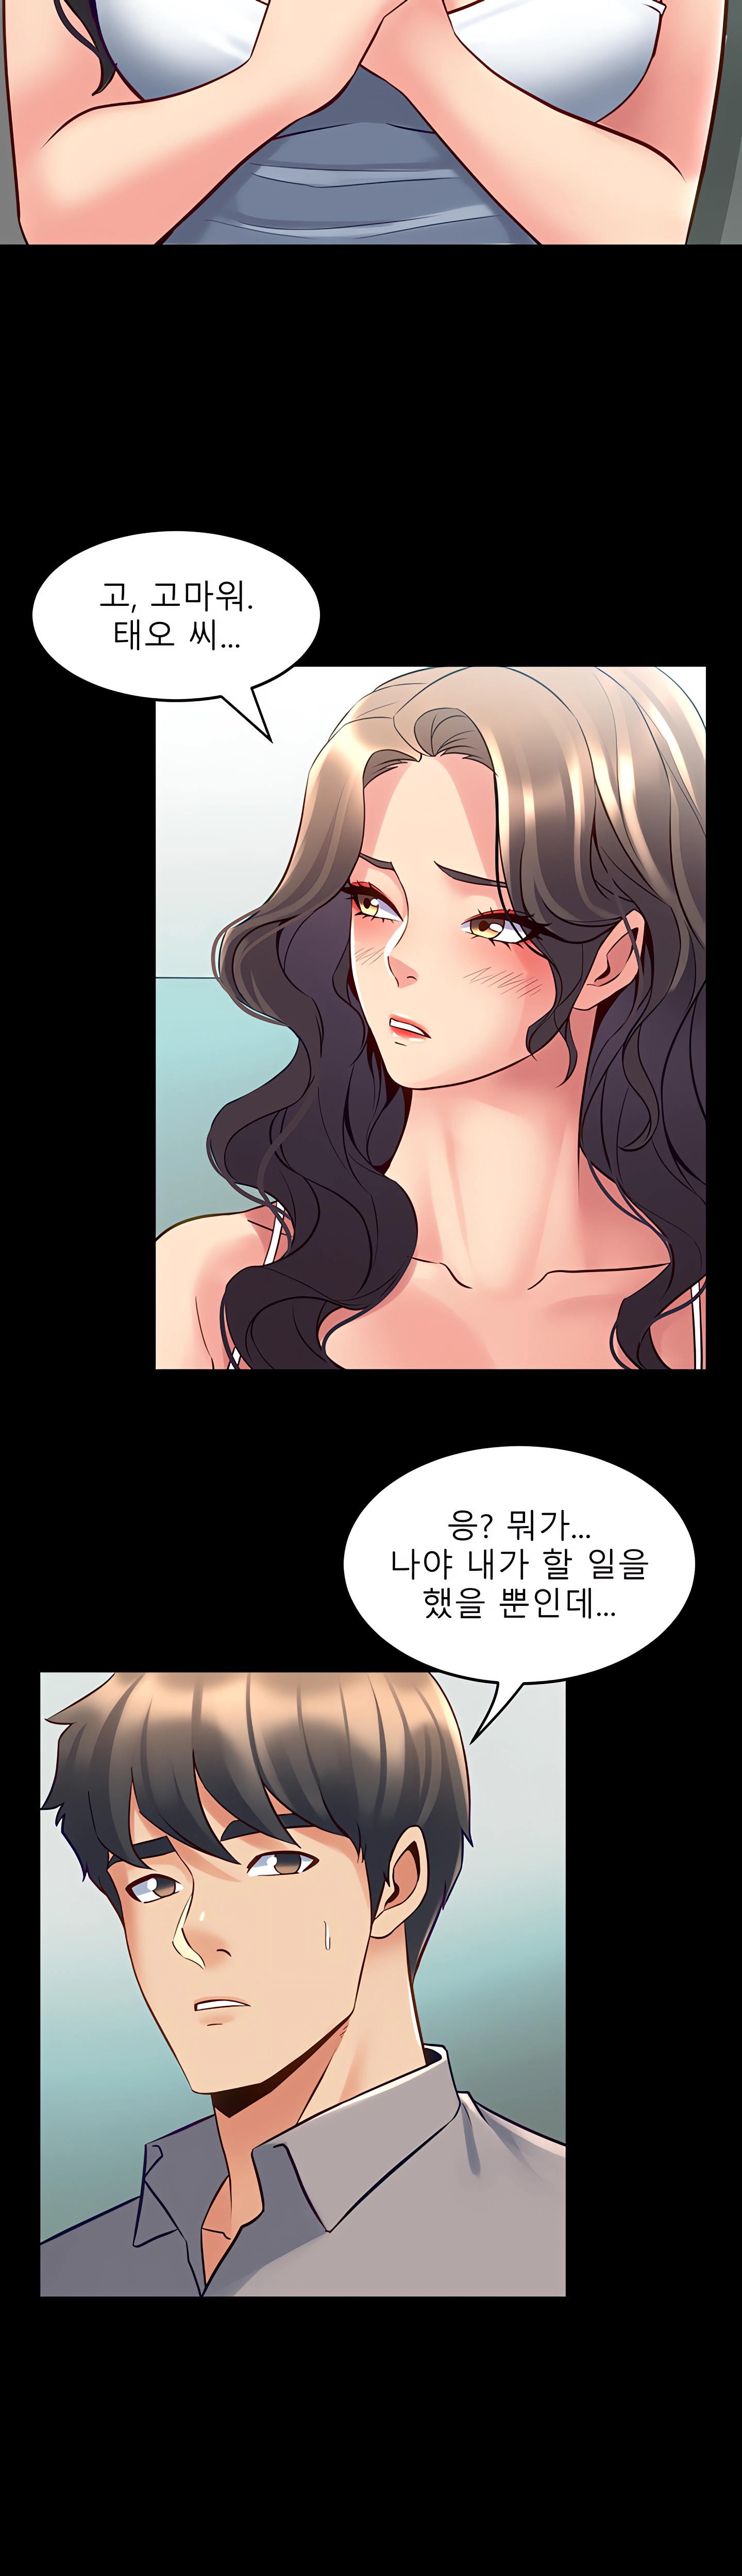 고, 고마워.
태오 씨...
응? 뭐가...
나야 내가 할 일을
했을 뿐인데...